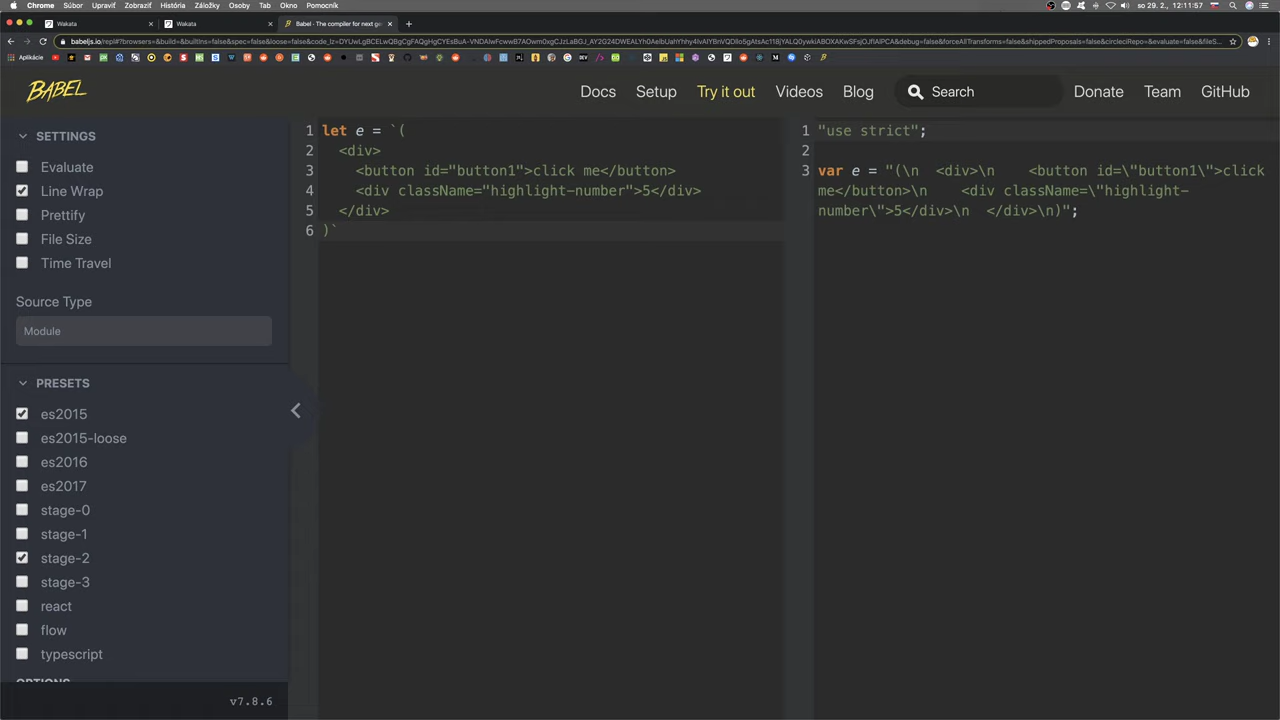 Chrome Súbor Upraviť Zobraziť História Záložky Osoby Tab Okno Pomocník
so 29. 2., 12:11:57
Wakata
Wakata
Babel · The compiler for next ge
Aplikácie
BABEL
Docs Setup Try it out Videos Blog Search Donate Team GitHub
SETTINGS
Evaluate
Line Wrap
Prettify
File Size
Time Travel
Source Type
Module
PRESETS
es2015
es2015-loose
es2016
es2017
stage-0
stage-1
stage-2
stage-3
react
flow
typescript
OPTIONS
v7.8.6
1 let e = `(
2 <div>
3 <button id="button1">click me</button>
4 <div className="highlight-number">5</div>
5 </div>
6 )`
1 "use strict";
2
3 var e = "(\n  <div>\n    <button id=\"button1\">click
me</button>\n    <div className=\"highlight-
number\">5</div>\n  </div>\n)";